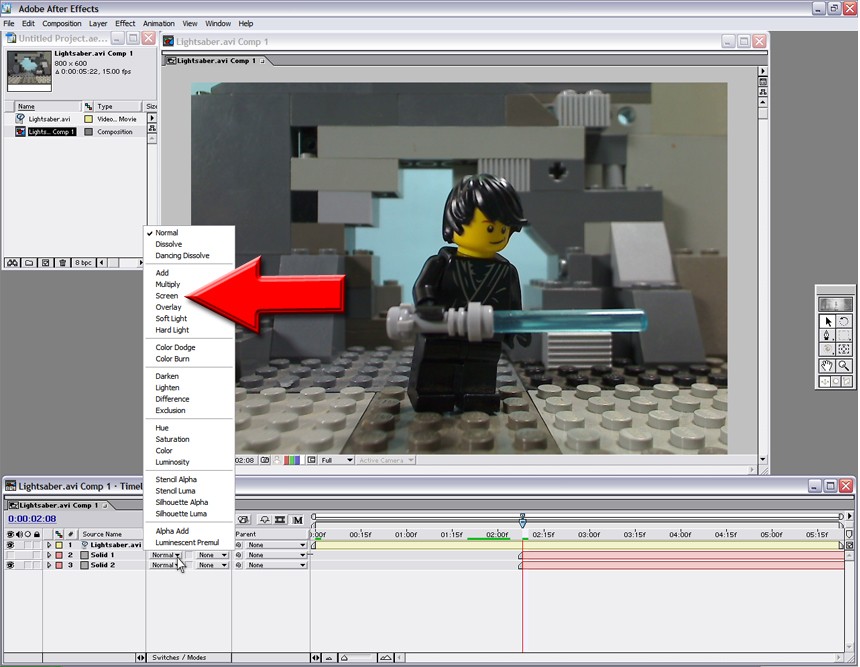 Adobe After Effects
File Edit Composition Layer Effect Animation View Window Help
Untitled Project.ae...
Lightsaber.avi Comp 1
800 x 600
Δ 0:00:05:22, 15.00 fps
Name Type Siz
Lightsaber.avi Video... Movie
Lights... Comp 1 Composition
8 bpc
Lightsaber.avi Comp 1
Lightsaber.avi Comp 1
Normal
Dissolve
Dancing Dissolve
Add
Multiply
Screen
Overlay
Soft Light
Hard Light
Color Dodge
Color Burn
Darken
Lighten
Difference
Exclusion
Hue
Saturation
Color
Luminosity
Stencil Alpha
Stencil Luma
Silhouette Alpha
Silhouette Luma
Alpha Add
Luminescent Premul
02:08 Full Active Camera
Lightsaber.avi Comp 1 - Timel
Lightsaber.avi Comp 1
0:00:02:08
M
# Source Name Parent
:00f 00:15f 01:00f 01:15f 02:00f 02:15f 03:00f 03:15f 04:00f 04:15f 05:00f 05:15f
1 Lightsaber.avi None
2 Solid 1 Normal None None
3 Solid 2 Normal None None
Switches / Modes